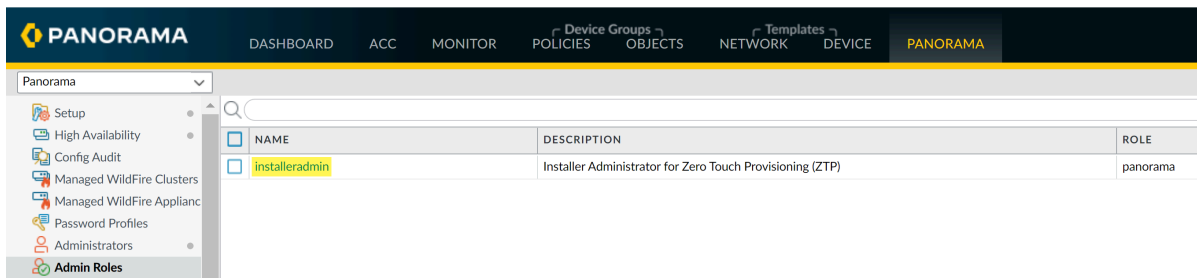 PANORAMA
Device Groups
Templates
DASHBOARD ACC MONITOR POLICIES OBJECTS NETWORK DEVICE PANORAMA
Panorama
Setup
High Availability
Config Audit
Managed WildFire Clusters
Managed WildFire Applianc
Password Profiles
Administrators
Admin Roles
NAME DESCRIPTION ROLE
installeradmin Installer Administrator for Zero Touch Provisioning (ZTP) panorama